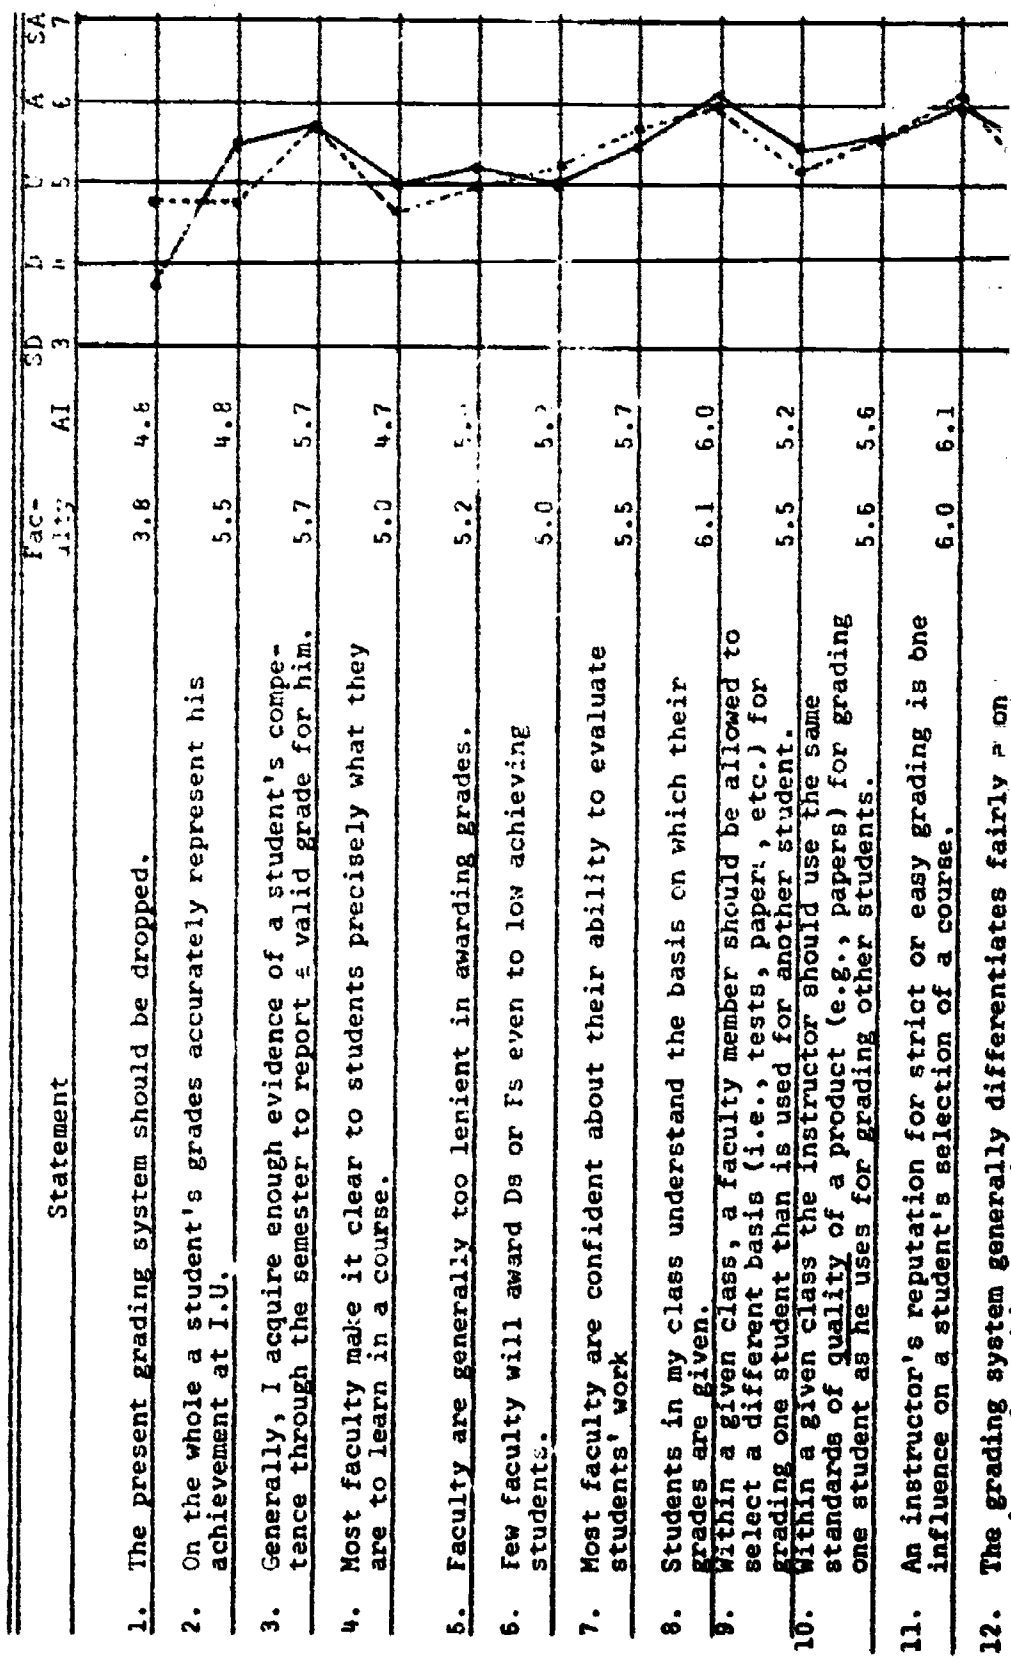 Statement Fac-ulty AI SD D U A SA
3 4 5 6 7
1. The present grading system should be dropped. 3.8 4.8
2. On the whole a student's grades accurately represent his
achievement at I.U. 5.5 4.8
3. Generally, I acquire enough evidence of a student's compe-
tence through the semester to report a valid grade for him. 5.7 5.7
4. Most faculty make it clear to students precisely what they
are to learn in a course. 5.0 4.7
5. Faculty are generally too lenient in awarding grades. 5.2
6. Few faculty will award Ds or Fs even to low achieving
students. 5.0
7. Most faculty are confident about their ability to evaluate
students' work 5.5 5.7
8. Students in my class understand the basis on which their
grades are given. 6.1 6.0
9. Within a given class, a faculty member should be allowed to
select a different basis (i.e., tests, papers, etc.) for
grading one student than is used for another student. 5.5 5.2
10. Within a given class the instructor should use the same
standards of quality of a product (e.g., papers) for grading
one student as he uses for grading other students. 5.6 5.6
11. An instructor's reputation for strict or easy grading is one
influence on a student's selection of a course. 6.0 6.1
12. The grading system generally differentiates fairly on